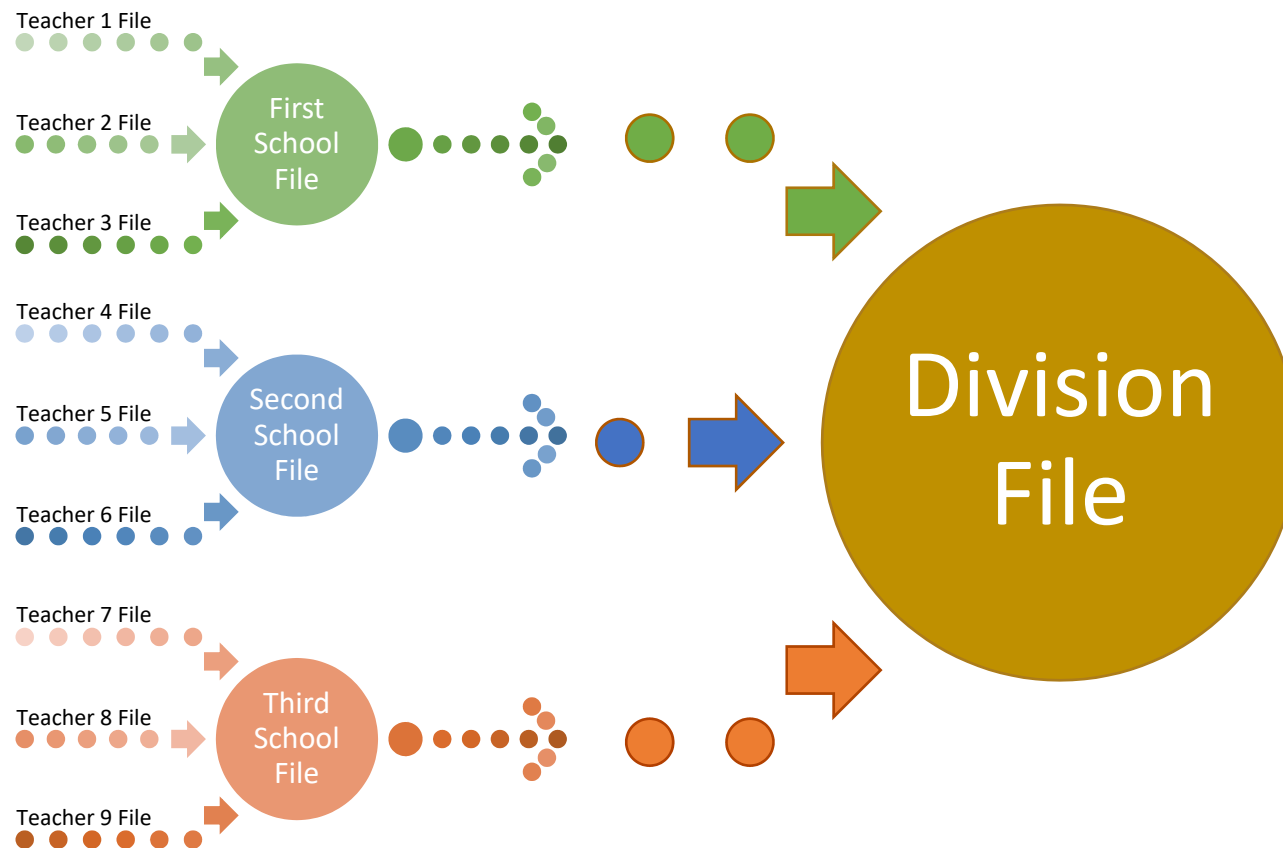 Teacher 1 File
Teacher 2 File
Teacher 3 File
First
School
File
Teacher 4 File
Teacher 5 File
Teacher 6 File
Second
School
File
Teacher 7 File
Teacher 8 File
Teacher 9 File
Third
School
File
Division
File